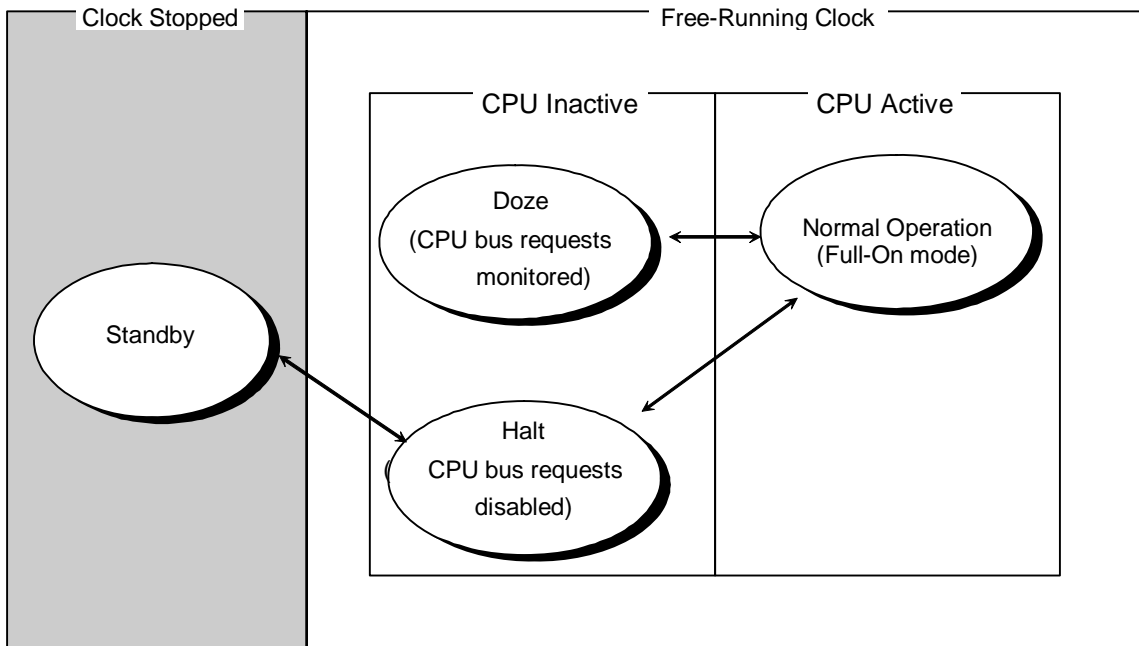 Clock Stopped
Free-Running Clock
CPU Inactive
CPU Active
Doze
(CPU bus requests
monitored)
Normal Operation
(Full-On mode)
Standby
Halt
(CPU bus requests
disabled)